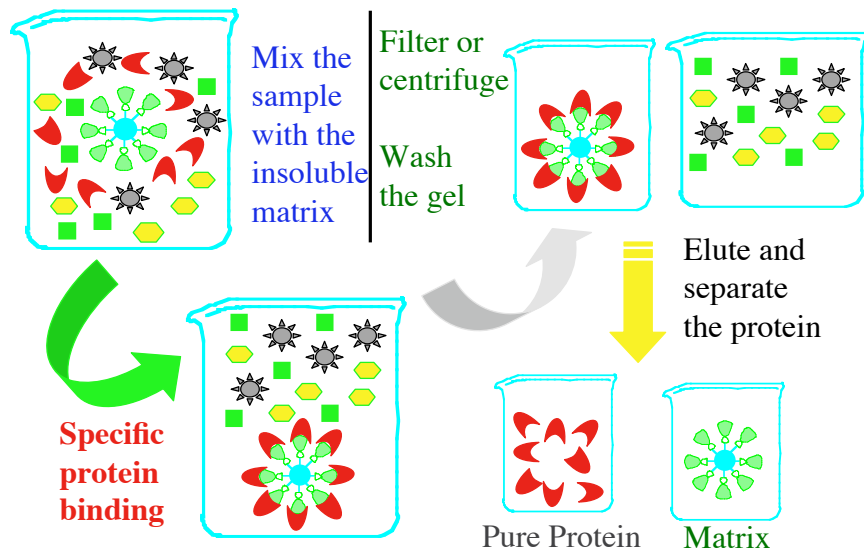 Mix the
sample
with the
insoluble
matrix
Filter or
centrifuge
Wash
the gel
Elute and
separate
the protein
Specific
protein
binding
Pure Protein
Matrix